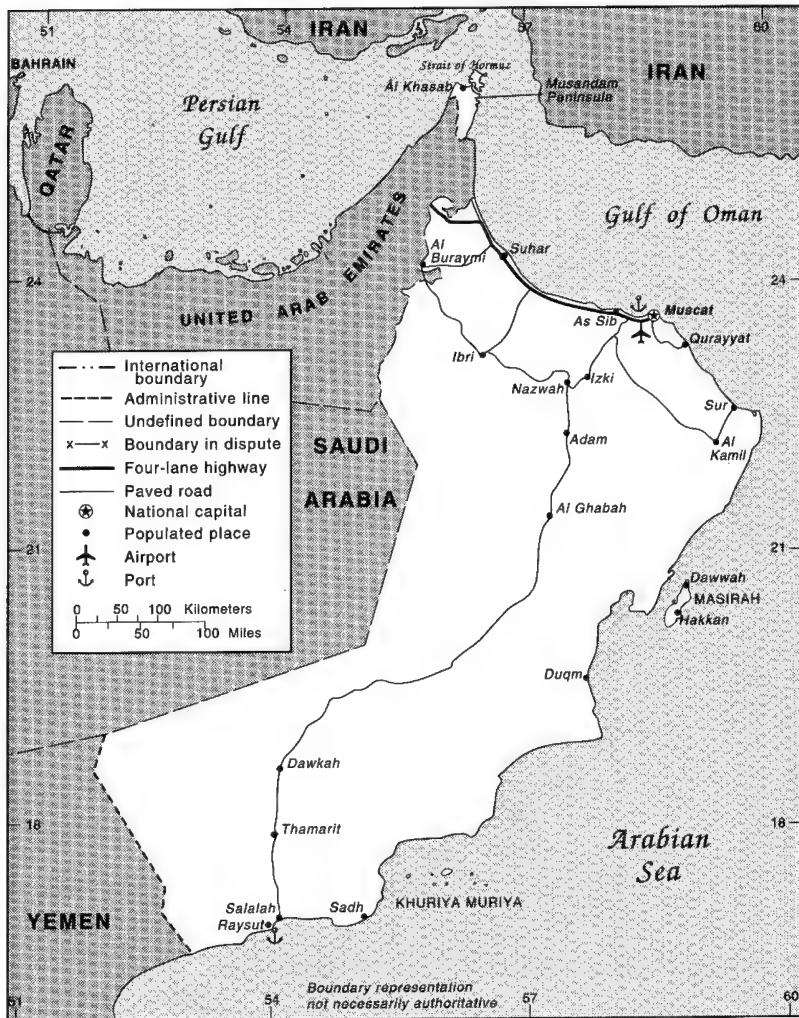 51
54
57
60
IRAN
BAHRAIN
Strait of Hormuz
Al Khasab
IRAN
Persian
Gulf
Musandam
Peninsula
QATAR
Gulf of Oman
UNITED ARAB EMIRATES
Al
Buraymi
Suhar
24
24
As Sib
Muscat
Qurayyat
Ibri
Izki
Nazwah
Sur
Adam
Al
Kamil
International
boundary
Administrative line
Undefined boundary
x——x Boundary in dispute
Four-lane highway
Paved road
National capital
Populated place
Airport
Port
0 50 100 Kilometers
0 50 100 Miles
SAUDI
ARABIA
Al Ghabah
21
21
Dawwah
MASIRAH
Hakkan
Duqm
Dawkah
18
Thamarit
18
Arabian
Sea
YEMEN
Salalah
Raysut
Sadh
KHURIYA MURIYA
Boundary representation
not necessarily authoritative
51
54
57
60